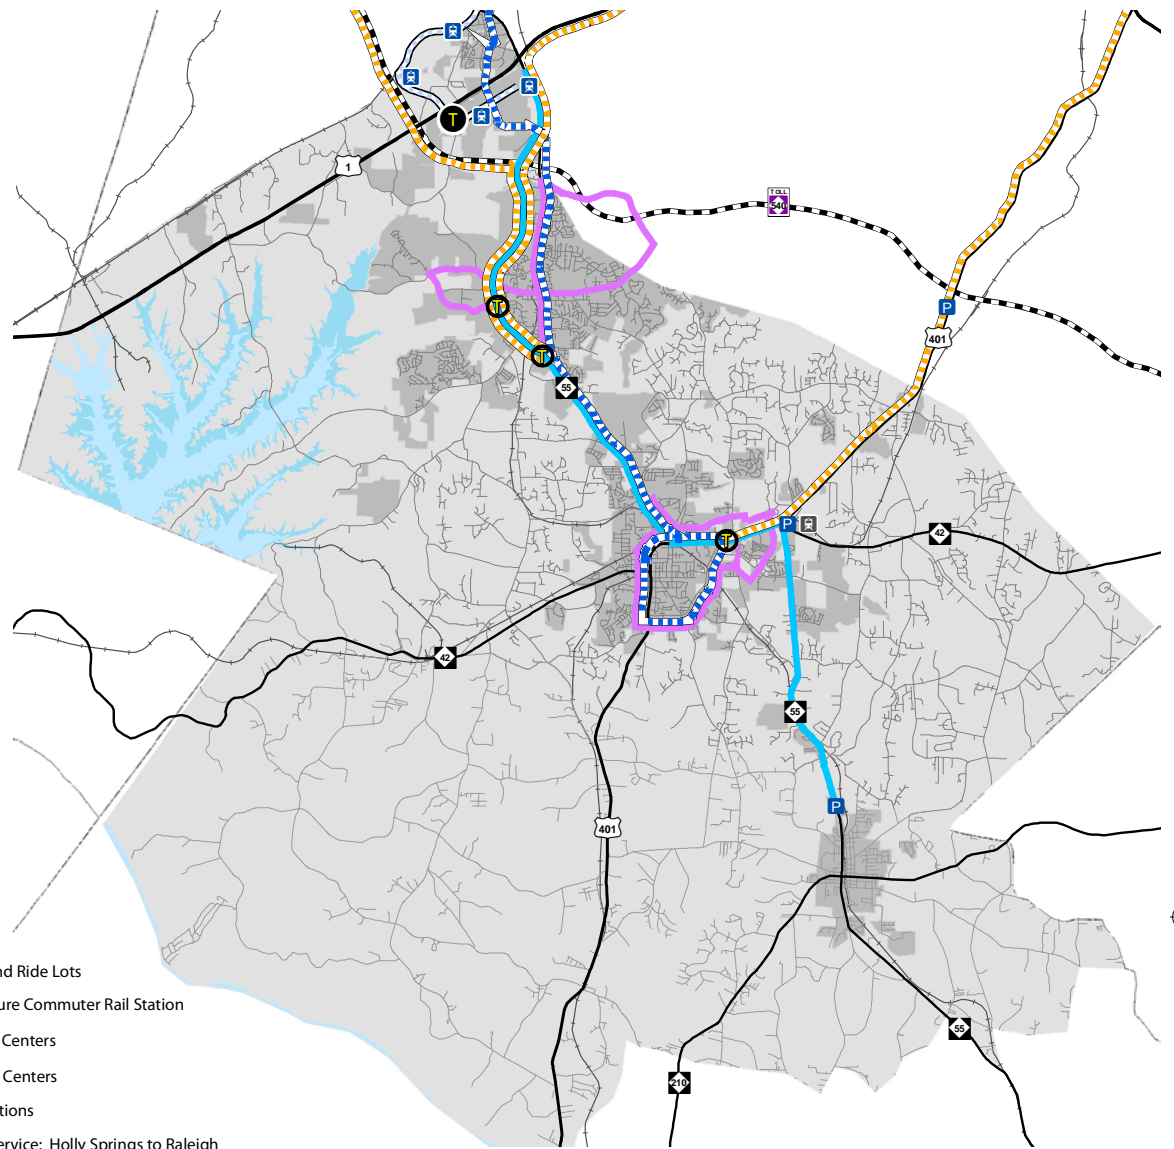 T
1
TOLL
540
P
401
T
T
55
P
42
T
42
55
P
401
55
210
nd Ride Lots
ure Commuter Rail Station
Centers
Centers
tions
ervice: Holly Springs to Raleigh